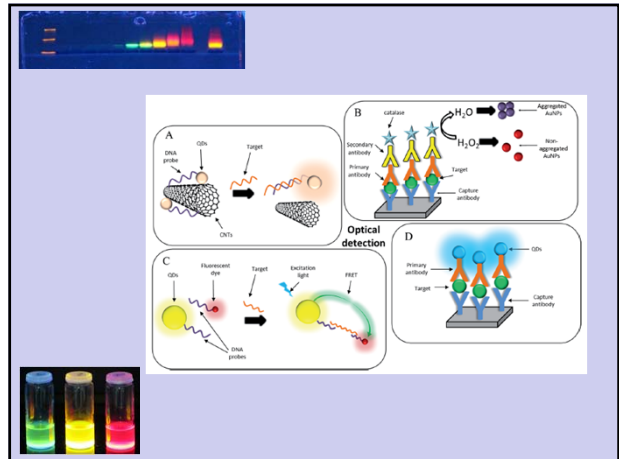 A
QDs
DNA
probe
Target
CNTs
B
catalase
Secondary
antibody
Primary
antibody
H₂O
H₂O₂
Aggregated
AuNPs
Non-
aggregated
AuNPs
Target
Capture
antibody
Optical
detection
C
QDs
Fluorescent
dye
Target
Excitation
light
FRET
DNA
probes
D
QDs
Primary
antibody
Target
Capture
antibody